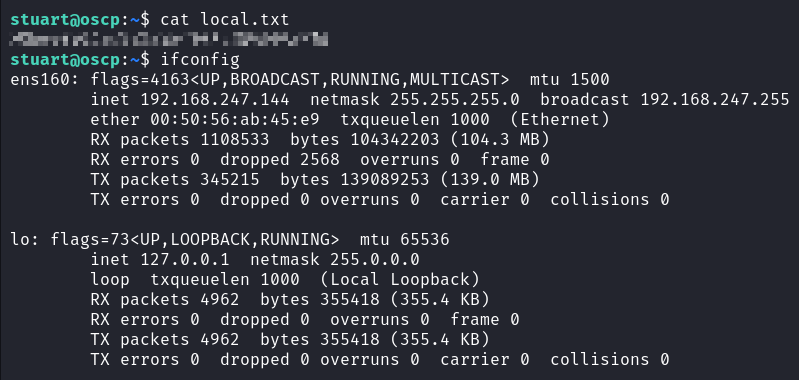 stuart@oscp:~$ cat local.txt
stuart@oscp:~$ ifconfig
ens160: flags=4163<UP,BROADCAST,RUNNING,MULTICAST>  mtu 1500
        inet 192.168.247.144  netmask 255.255.255.0  broadcast 192.168.247.255
        ether 00:50:56:ab:45:e9  txqueuelen 1000  (Ethernet)
        RX packets 1108533  bytes 104342203 (104.3 MB)
        RX errors 0  dropped 2568  overruns 0  frame 0
        TX packets 345215  bytes 139089253 (139.0 MB)
        TX errors 0  dropped 0 overruns 0  carrier 0  collisions 0

lo: flags=73<UP,LOOPBACK,RUNNING>  mtu 65536
        inet 127.0.0.1  netmask 255.0.0.0
        loop  txqueuelen 1000  (Local Loopback)
        RX packets 4962  bytes 355418 (355.4 KB)
        RX errors 0  dropped 0  overruns 0  frame 0
        TX packets 4962  bytes 355418 (355.4 KB)
        TX errors 0  dropped 0 overruns 0  carrier 0  collisions 0